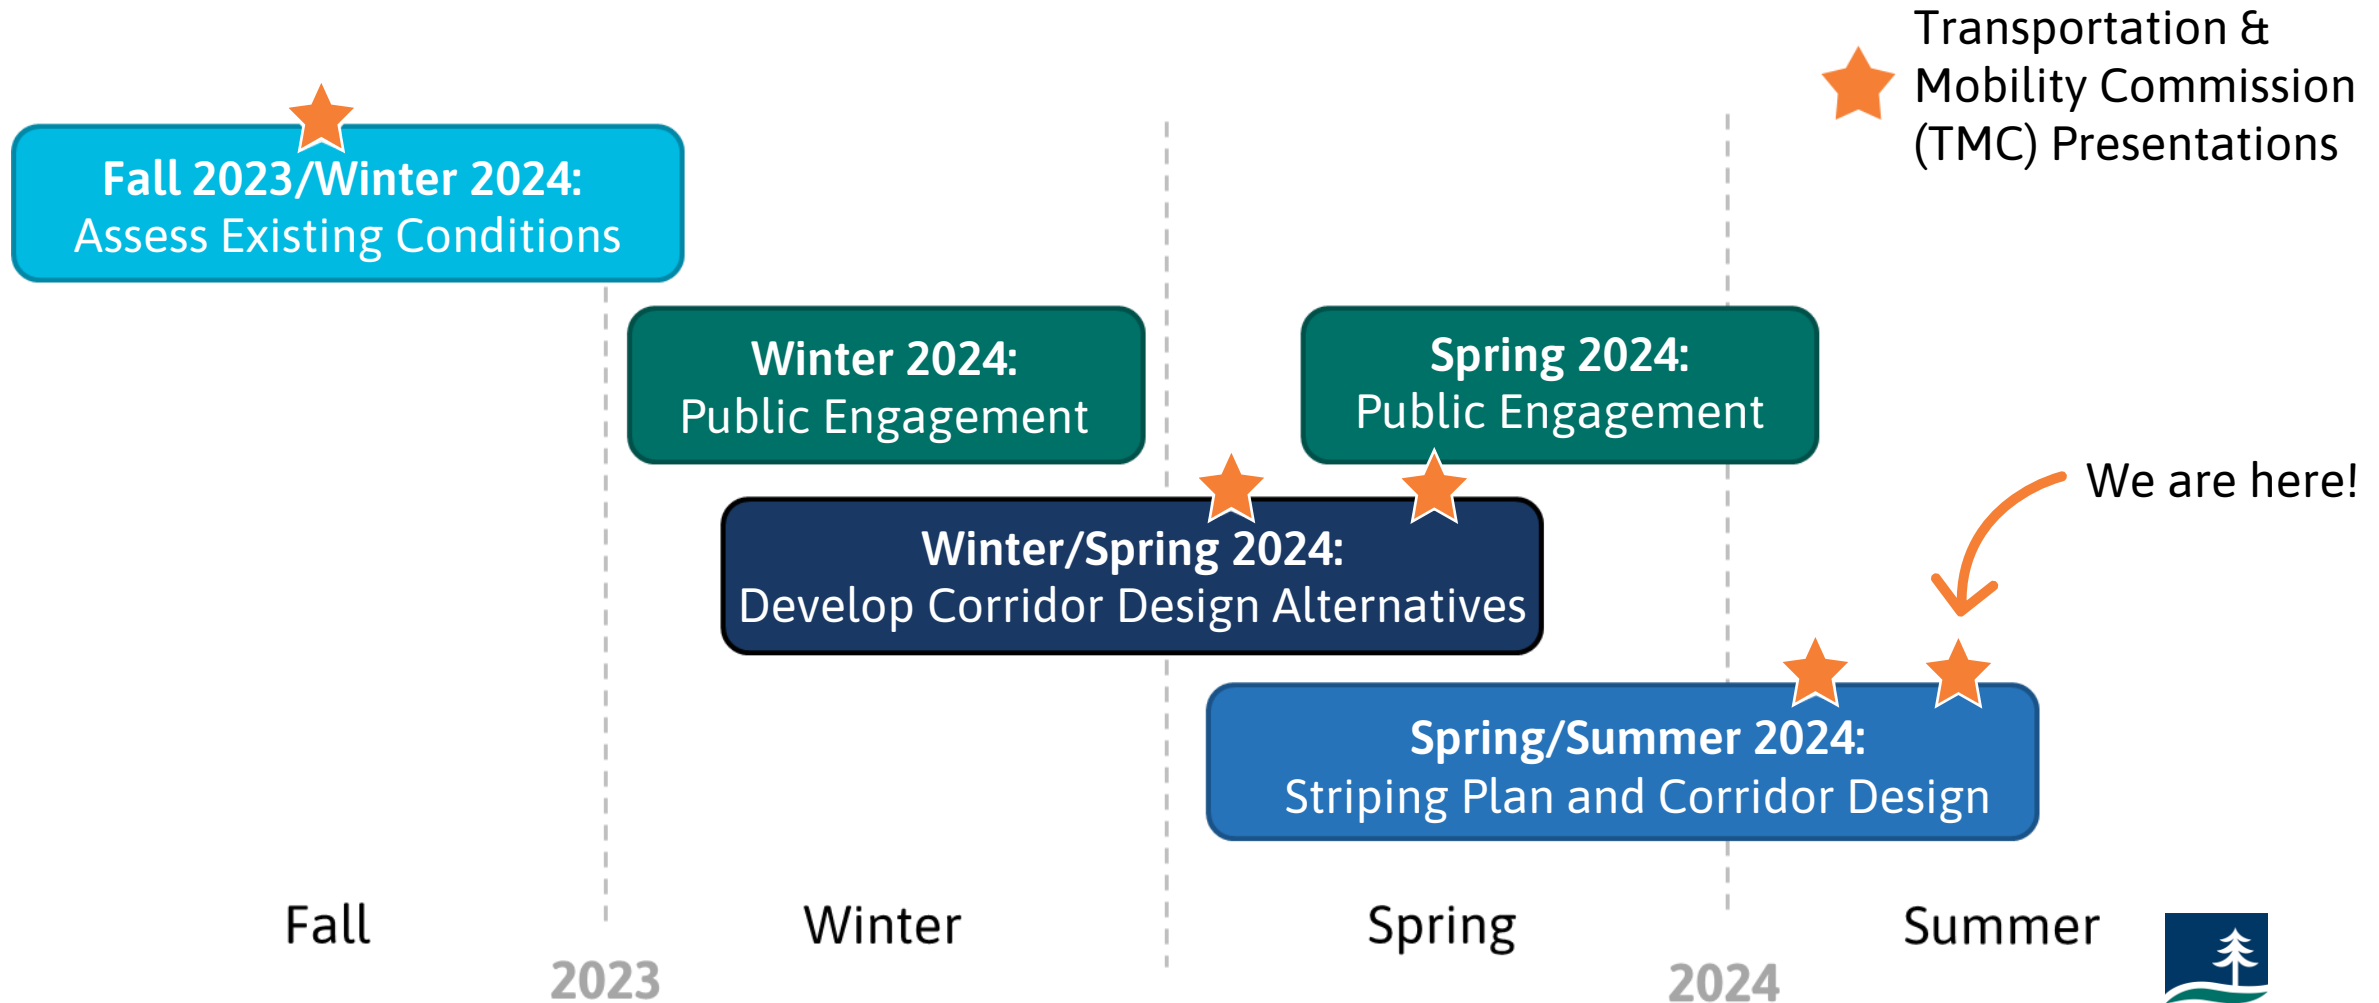 Transportation &
Mobility Commission
(TMC) Presentations
Fall 2023/Winter 2024:
Assess Existing Conditions
Winter 2024:
Public Engagement
Spring 2024:
Public Engagement
We are here!
Winter/Spring 2024:
Develop Corridor Design Alternatives
Spring/Summer 2024:
Striping Plan and Corridor Design
Fall
Winter
Spring
Summer
2023
2024